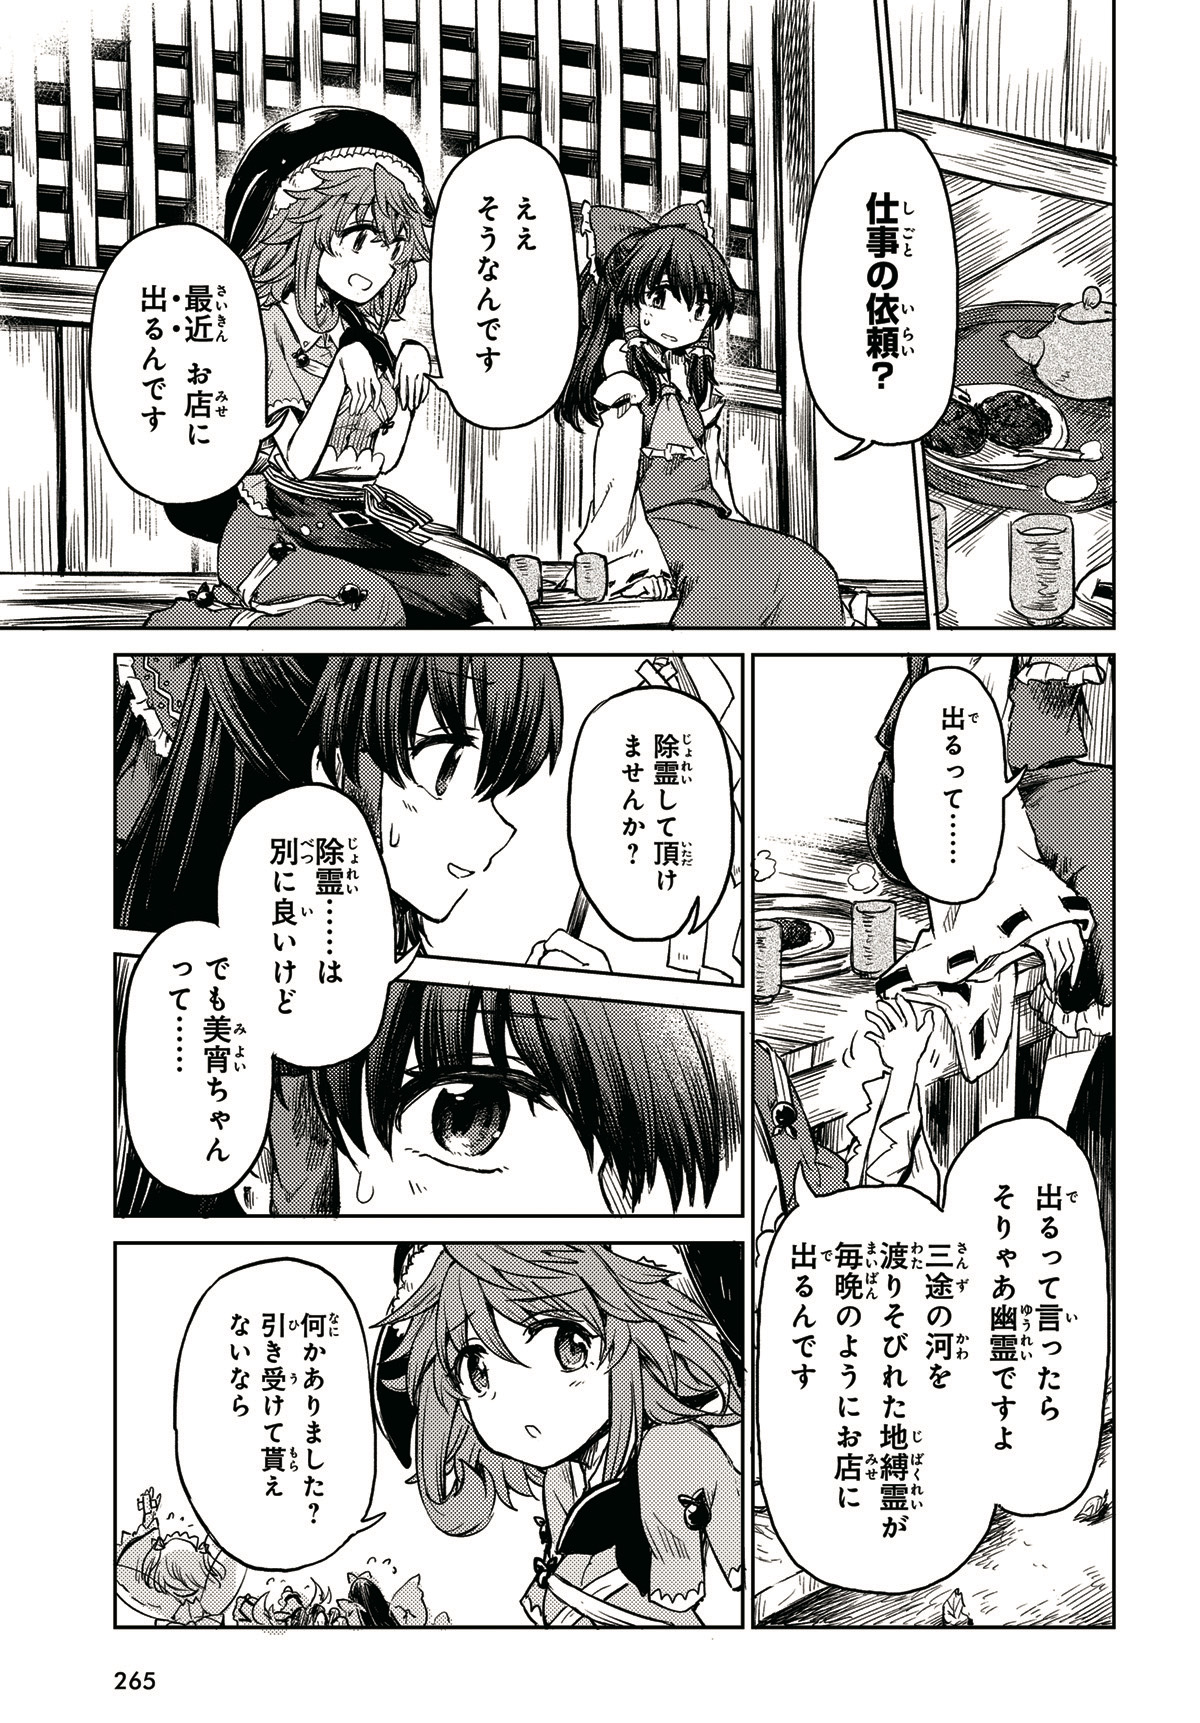 仕事の依頼？
ええ
そうなんです
最近 お店に
出るんです
出るって……
出るって言ったら
そりゃあ幽霊ですよ
三途の河を
渡りそびれた地縛霊が
毎晩のようにお店に
出るんです
除霊して頂け
ませんか？
除霊……は
別に良いけど
でも美宵ちゃん
って……
何かありました？
引き受けて貰え
ないなら
265